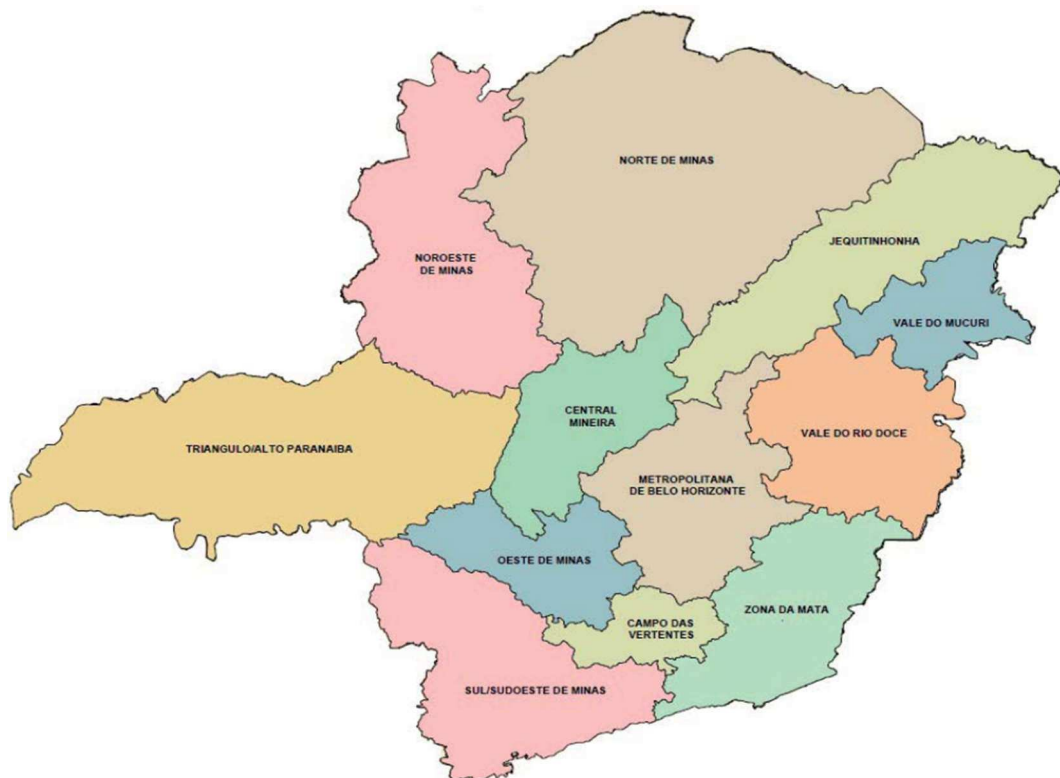 NORTE DE MINAS
JEQUITINHONHA
NOROESTE
DE MINAS
VALE DO MUCURI
CENTRAL
MINEIRA
TRIANGULO/ALTO PARANAIBA
VALE DO RIO DOCE
METROPOLITANA
DE BELO HORIZONTE
OESTE DE MINAS
ZONA DA MATA
CAMPO DAS
VERTENTES
SUL/SUDOESTE DE MINAS